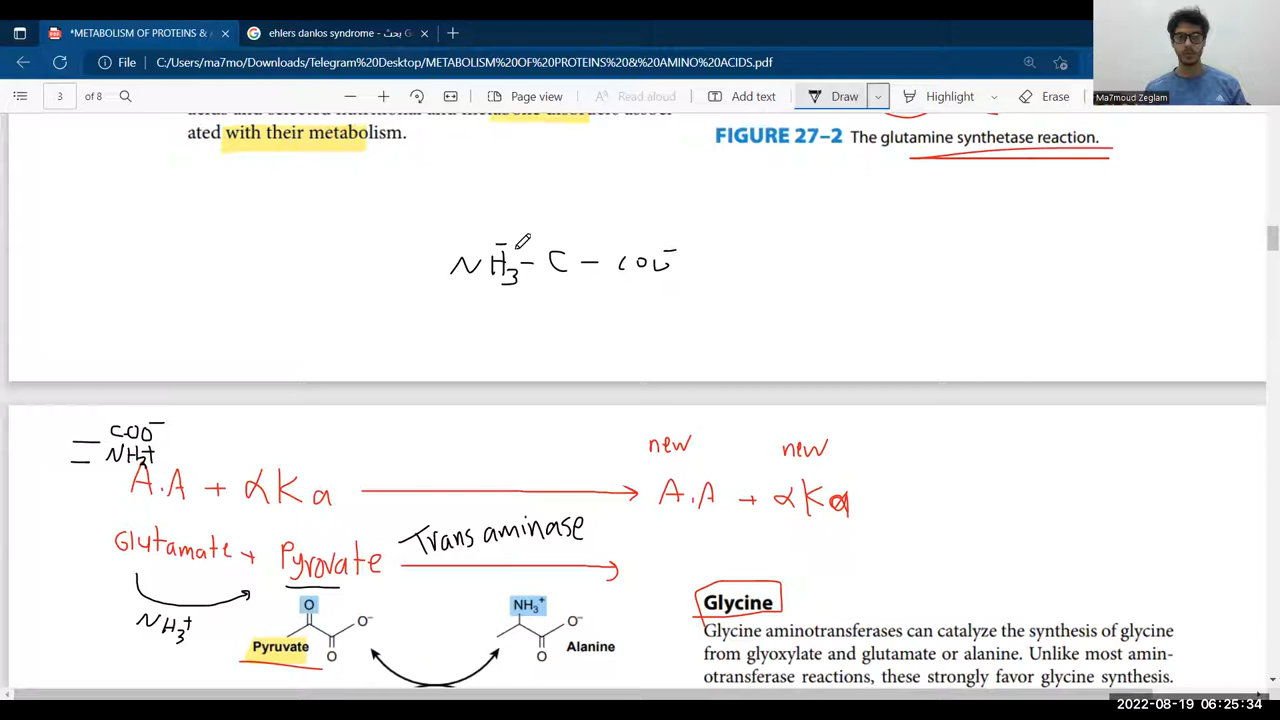 *METABOLISM OF PROTEINS &
ehlers danlos syndrome - بحث G
File
C:/Users/ma7mo/Downloads/Telegram%20Desktop/METABOLISM%20OF%20PROTEINS%20&%20AMINO%20ACIDS.pdf
Ma7moud Zeglam
3 of 8
Page view
Read aloud
Add text
Draw
Highlight
Erase
ated with their metabolism.
FIGURE 27–2 The glutamine synthetase reaction.
NH3 - C - COO-
COO-
NH3+
new new
A.A + αKa A.A + αKa
Glutamate + Pyrovate Trans aminase
NH3+
O O- O
Pyruvate
NH3+ O- O
Alanine
Glycine
Glycine aminotransferases can catalyze the synthesis of glycine
from glyoxylate and glutamate or alanine. Unlike most amin-
otransferase reactions, these strongly favor glycine synthesis.
2022-08-19 06:25:34